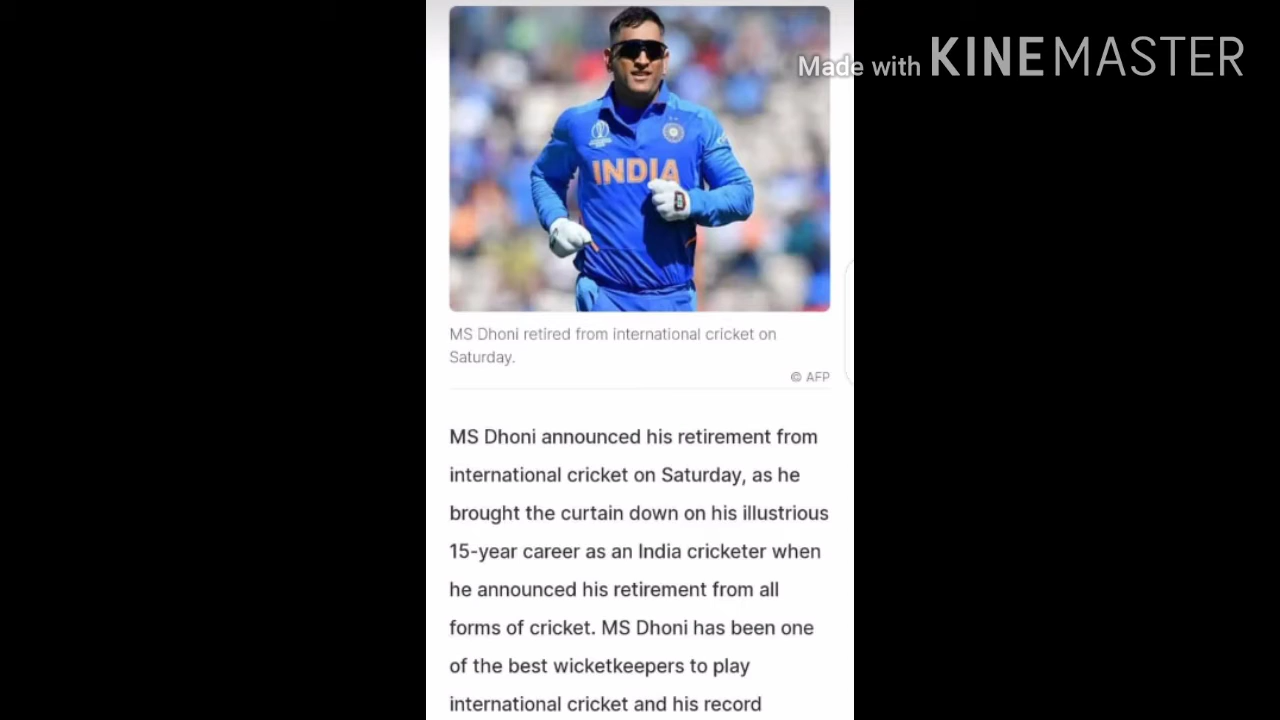 Made with KINEMASTER
INDIA
MS Dhoni retired from international cricket on
Saturday.
© AFP
MS Dhoni announced his retirement from
international cricket on Saturday, as he
brought the curtain down on his illustrious
15-year career as an India cricketer when
he announced his retirement from all
forms of cricket. MS Dhoni has been one
of the best wicketkeepers to play
international cricket and his record